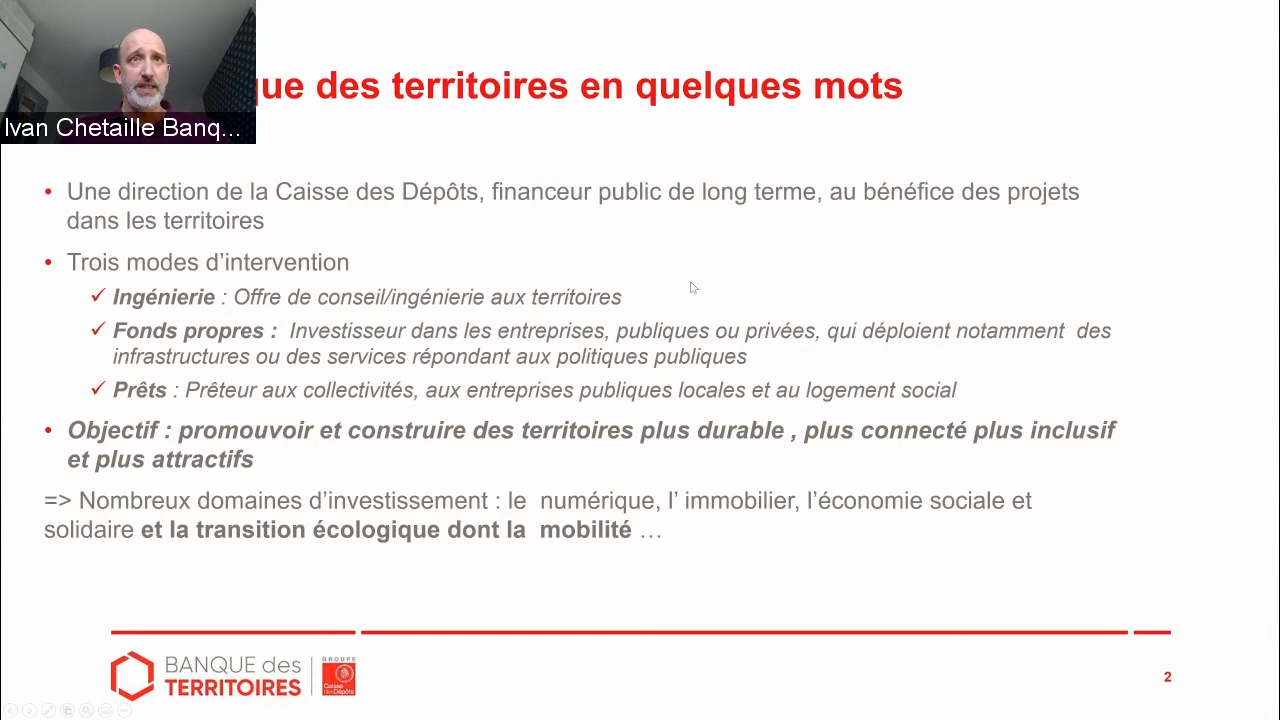 que des territoires en quelques mots
Ivan Chetaille Banq...
• Une direction de la Caisse des Dépôts, financeur public de long terme, au bénéfice des projets
dans les territoires
• Trois modes d’intervention
✓ Ingénierie : Offre de conseil/ingénierie aux territoires
✓ Fonds propres :  Investisseur dans les entreprises, publiques ou privées, qui déploient notamment  des
infrastructures ou des services répondant aux politiques publiques
✓ Prêts : Prêteur aux collectivités, aux entreprises publiques locales et au logement social
• Objectif : promouvoir et construire des territoires plus durable , plus connecté plus inclusif
et plus attractifs
=> Nombreux domaines d’investissement : le  numérique, l’ immobilier, l’économie sociale et
solidaire et la transition écologique dont la  mobilité …
BANQUE des
TERRITOIRES
GROUPE
Caisse
des Dépôts
2